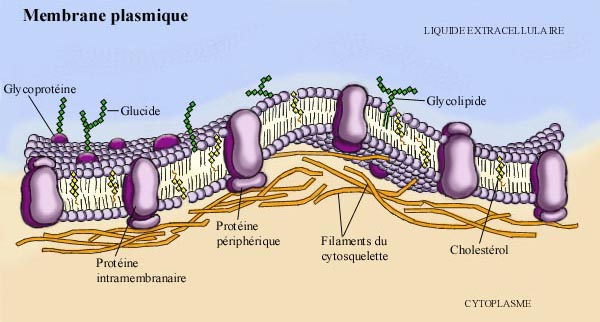 Membrane plasmique
LIQUIDE EXTRACELLULAIRE
Glycoprotéine
Glucide
Glycolipide
Protéine
périphérique
Filaments du
cytosquelette
Cholestérol
Protéine
intramembranaire
CYTOPLASME